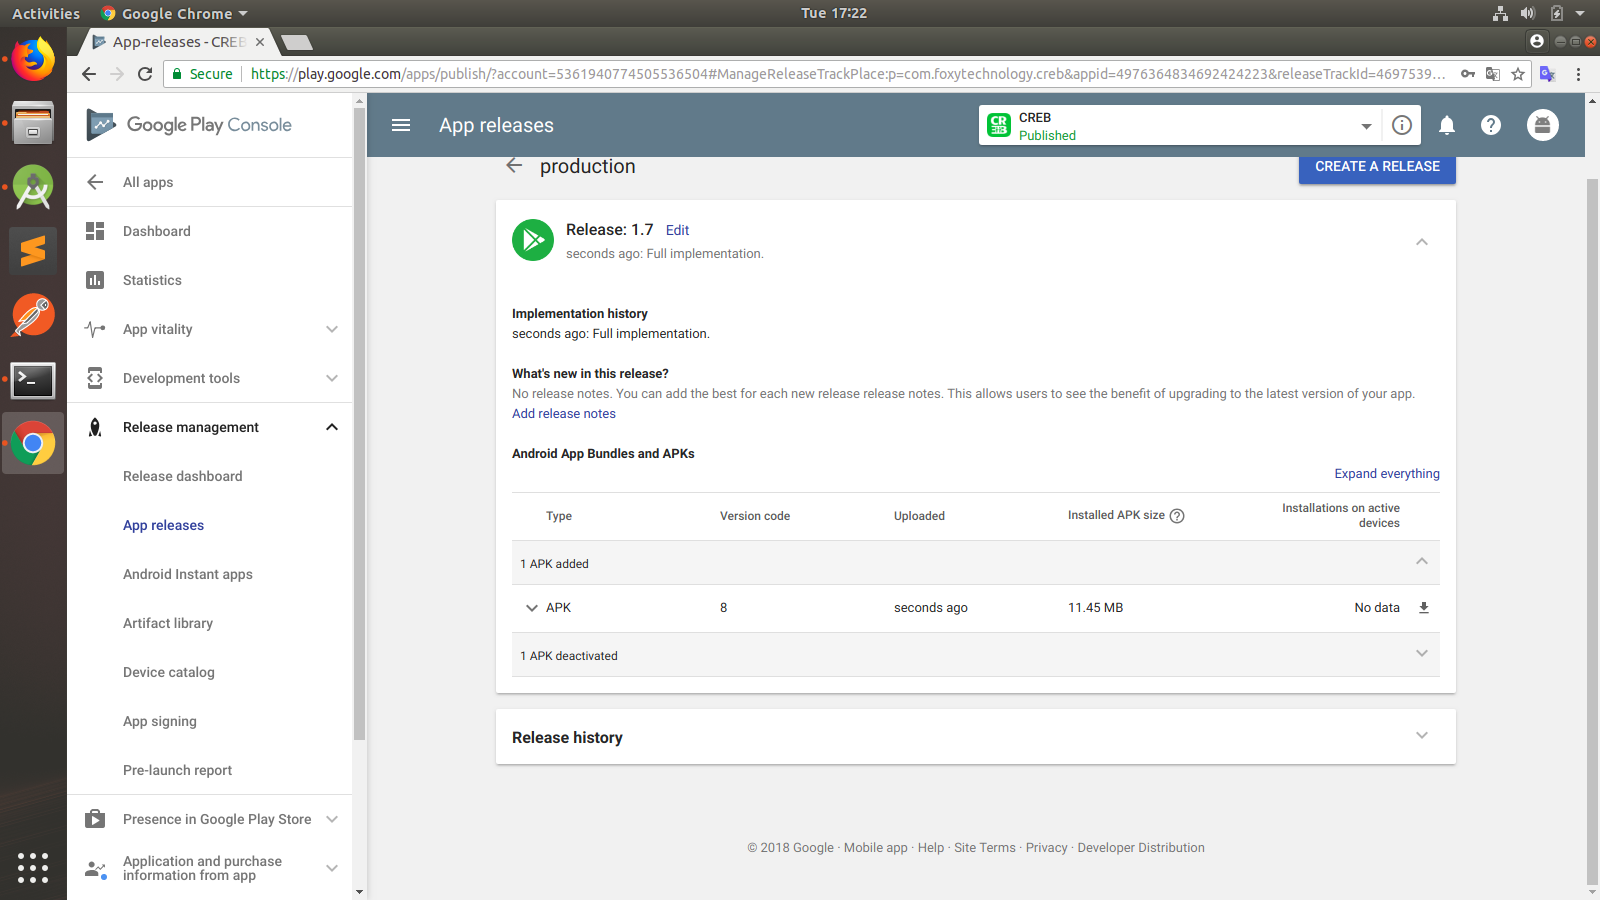 Activities
Google Chrome
Tue 17:22
App-releases - CREB
Secure
https://play.google.com/apps/publish/?account=5361940774505536504#ManageReleaseTrackPlace:p=com.foxytechnology.creb&appid=4976364834692424223&releaseTrackId=4697539...
Google Play Console
App releases
CREB
Published
All apps
Dashboard
Statistics
App vitality
Development tools
Release management
Release dashboard
App releases
Android Instant apps
Artifact library
Device catalog
App signing
Pre-launch report
Presence in Google Play Store
Application and purchase
information from app
production
CREATE A RELEASE
Release: 1.7 Edit
seconds ago: Full implementation.
Implementation history
seconds ago: Full implementation.
What's new in this release?
No release notes. You can add the best for each new release release notes. This allows users to see the benefit of upgrading to the latest version of your app.
Add release notes
Android App Bundles and APKs
Expand everything
Type Version code Uploaded Installed APK size Installations on active
devices
1 APK added
APK 8 seconds ago 11.45 MB No data
1 APK deactivated
Release history
© 2018 Google · Mobile app · Help · Site Terms · Privacy · Developer Distribution